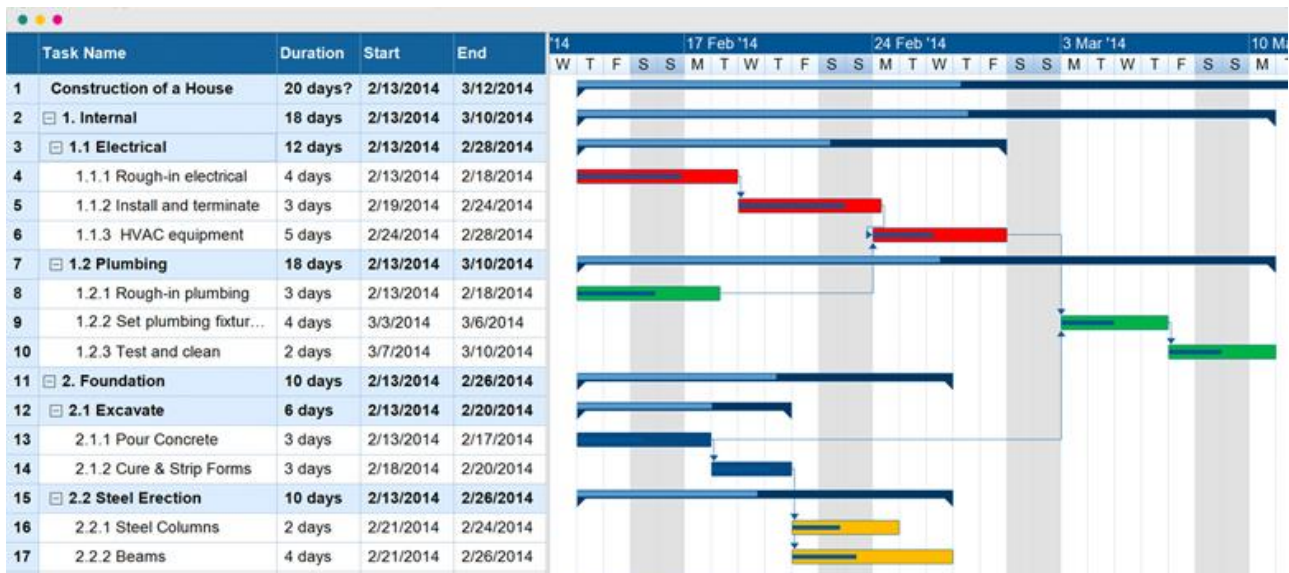 '14 17 Feb '14 24 Feb '14 3 Mar '14
Task Name Duration Start End
W T F S S M T W T F S S M T W T F S S M T W T F S S M
1 Construction of a House 20 days? 2/13/2014 3/12/2014
2 1. Internal 18 days 2/13/2014 3/10/2014
3 1.1 Electrical 12 days 2/13/2014 2/28/2014
4 1.1.1 Rough-in electrical 4 days 2/13/2014 2/18/2014
5 1.1.2 Install and terminate 3 days 2/19/2014 2/24/2014
6 1.1.3 HVAC equipment 5 days 2/24/2014 2/28/2014
7 1.2 Plumbing 18 days 2/13/2014 3/10/2014
8 1.2.1 Rough-in plumbing 3 days 2/13/2014 2/18/2014
9 1.2.2 Set plumbing fixtur... 4 days 3/3/2014 3/6/2014
10 1.2.3 Test and clean 2 days 3/7/2014 3/10/2014
11 2. Foundation 10 days 2/13/2014 2/26/2014
12 2.1 Excavate 6 days 2/13/2014 2/20/2014
13 2.1.1 Pour Concrete 3 days 2/13/2014 2/17/2014
14 2.1.2 Cure & Strip Forms 3 days 2/18/2014 2/20/2014
15 2.2 Steel Erection 10 days 2/13/2014 2/26/2014
16 2.2.1 Steel Columns 2 days 2/21/2014 2/24/2014
17 2.2.2 Beams 4 days 2/21/2014 2/26/2014